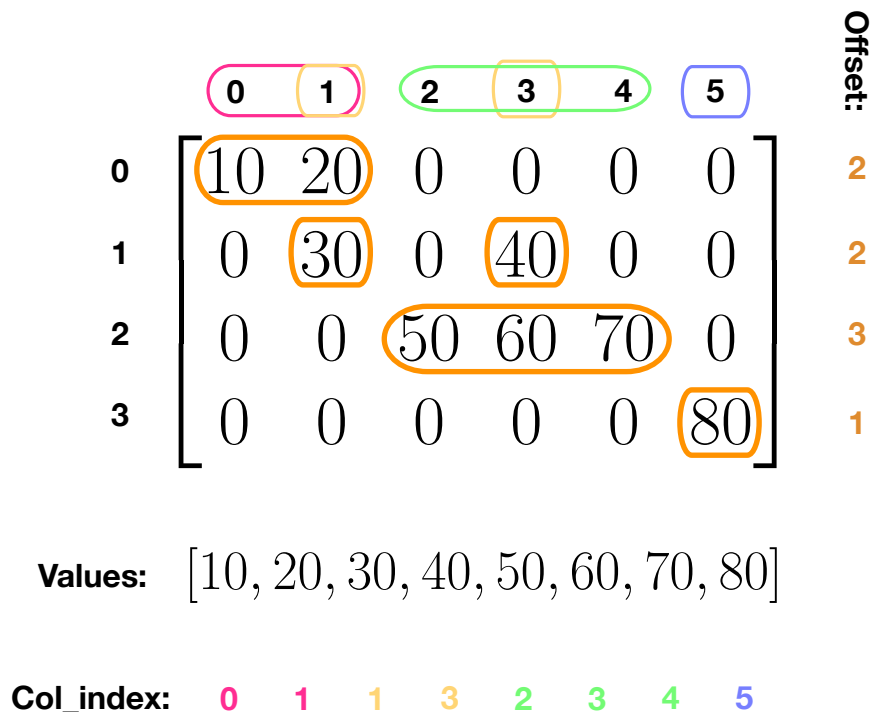 Offset:
0 1 2 3 4 5
0 10 20 0 0 0 0 2
1 0 30 0 40 0 0 2
2 0 0 50 60 70 0 3
3 0 0 0 0 0 80 1
Values: [10, 20, 30, 40, 50, 60, 70, 80]
Col_index: 0 1 1 3 2 3 4 5